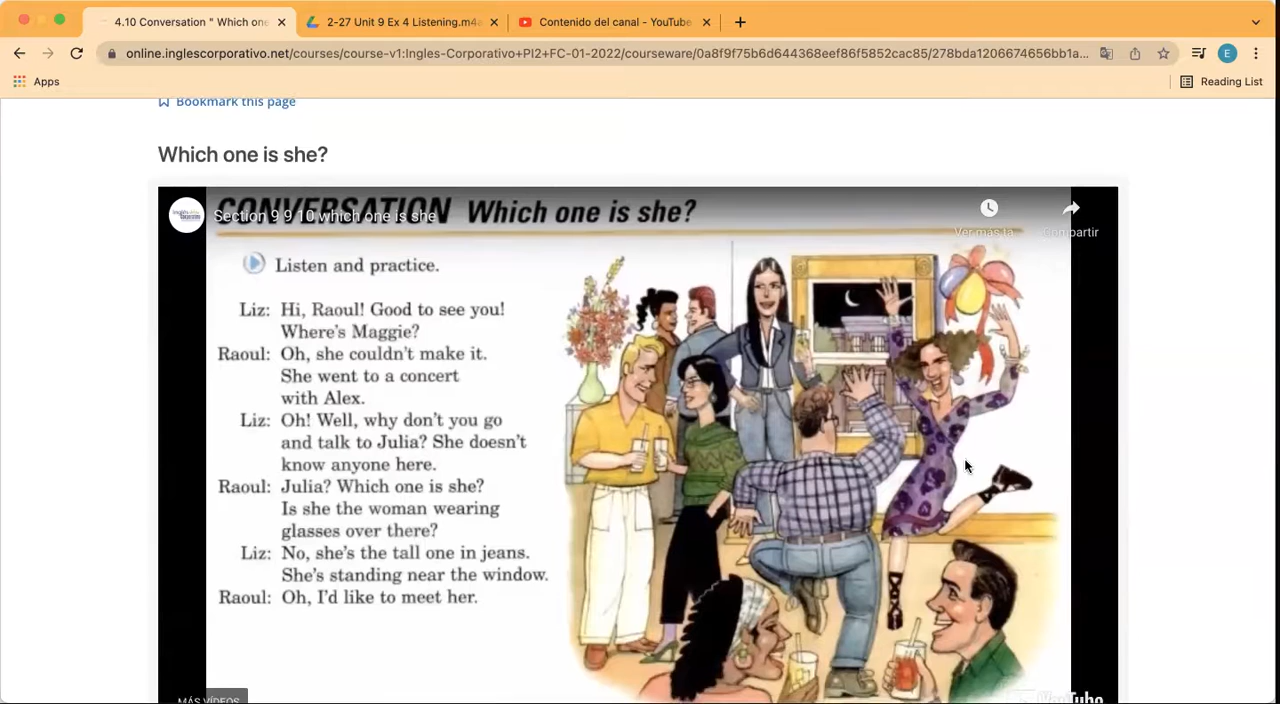 4.10 Conversation " Which one
2-27 Unit 9 Ex 4 Listening.m4a
Contenido del canal - YouTube
online.inglescorporativo.net/courses/course-v1:Ingles-Corporativo+PI2+FC-01-2022/courseware/0a8f9f75b6d644368eef86f5852cac85/278bda1206674656bb1a...
E
Apps
Reading List
Bookmark this page
Which one is she?
CONVERSATION Which one is she?
Section 9 9 10 which one is she
Ver más ta...
Compartir
Listen and practice.
Liz: Hi, Raoul! Good to see you!
Where's Maggie?
Raoul: Oh, she couldn't make it.
She went to a concert
with Alex.
Liz: Oh! Well, why don't you go
and talk to Julia? She doesn't
know anyone here.
Raoul: Julia? Which one is she?
Is she the woman wearing
glasses over there?
Liz: No, she's the tall one in jeans.
She's standing near the window.
Raoul: Oh, I'd like to meet her.
MÁS VÍDEOS
YouTube